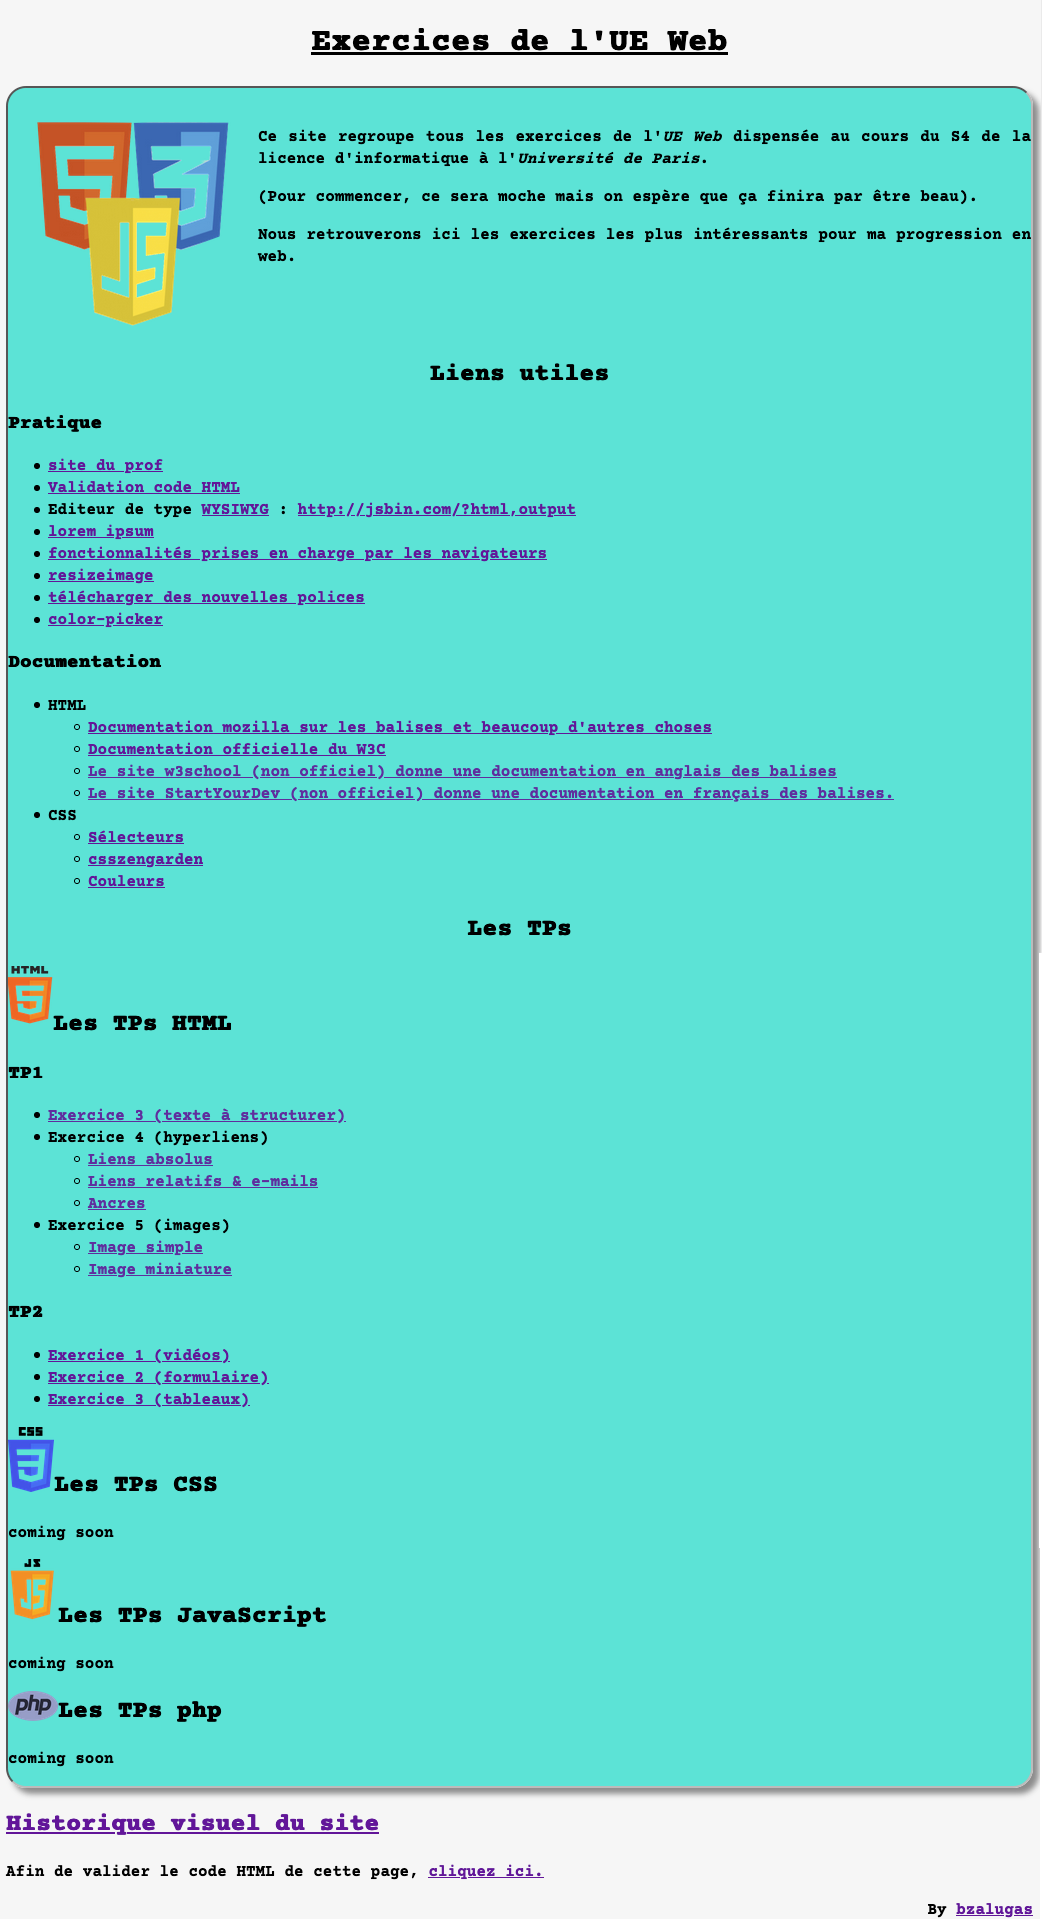 Exercices de l'UE Web
Ce site regroupe tous les exercices de l'UE Web dispensée au cours du S4 de la
licence d'informatique à l'Université de Paris.
(Pour commencer, ce sera moche mais on espère que ça finira par être beau).
Nous retrouverons ici les exercices les plus intéressants pour ma progression en
web.
5 3
JS
Liens utiles
Pratique
site du prof
Validation code HTML
Editeur de type WYSIWYG : http://jsbin.com/?html,output
lorem ipsum
fonctionnalités prises en charge par les navigateurs
resizeimage
télécharger des nouvelles polices
color-picker
Documentation
HTML
Documentation mozilla sur les balises et beaucoup d'autres choses
Documentation officielle du W3C
Le site w3school (non officiel) donne une documentation en anglais des balises
Le site StartYourDev (non officiel) donne une documentation en français des balises.
CSS
Sélecteurs
csszengarden
Couleurs
Les TPs
HTML
5
Les TPs HTML
TP1
Exercice 3 (texte à structurer)
Exercice 4 (hyperliens)
Liens absolus
Liens relatifs & e-mails
Ancres
Exercice 5 (images)
Image simple
Image miniature
TP2
Exercice 1 (vidéos)
Exercice 2 (formulaire)
Exercice 3 (tableaux)
CSS
3
Les TPs CSS
coming soon
JS
JS
Les TPs JavaScript
coming soon
php Les TPs php
coming soon
Historique visuel du site
Afin de valider le code HTML de cette page, cliquez ici.
By bzalugas